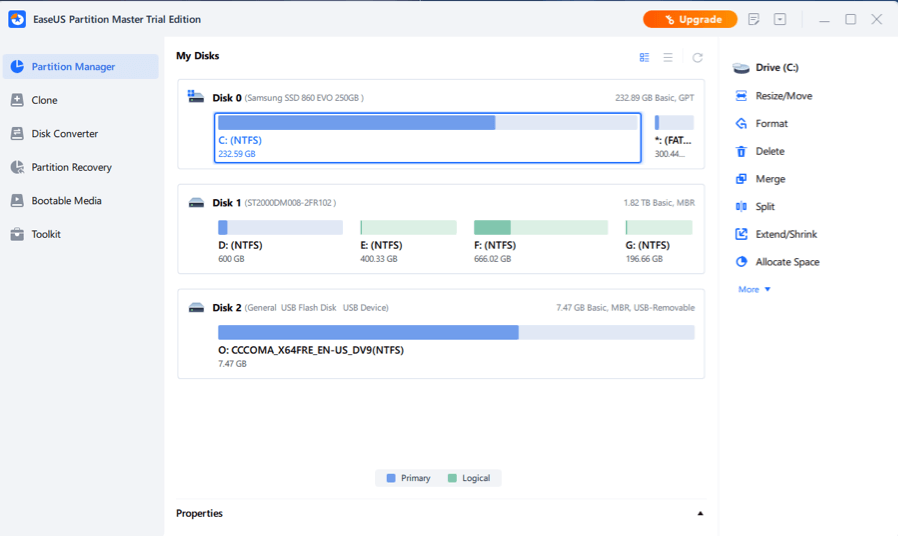 EaseUS Partition Master Trial Edition
Upgrade
Partition Manager
Clone
Disk Converter
Partition Recovery
Bootable Media
Toolkit
My Disks
Disk 0 (Samsung SSD 860 EVO 250GB )
232.89 GB Basic, GPT
C: (NTFS)
232.59 GB
*: (FAT...
300.44...
Disk 1 (ST2000DM008-2FR102 )
1.82 TB Basic, MBR
D: (NTFS)
600 GB
E: (NTFS)
400.33 GB
F: (NTFS)
666.02 GB
G: (NTFS)
196.66 GB
Disk 2 (General USB Flash Disk USB Device)
7.47 GB Basic, MBR, USB-Removable
O: CCCOMA_X64FRE_EN-US_DV9(NTFS)
7.47 GB
Primary
Logical
Properties
Drive (C:)
Resize/Move
Format
Delete
Merge
Split
Extend/Shrink
Allocate Space
More